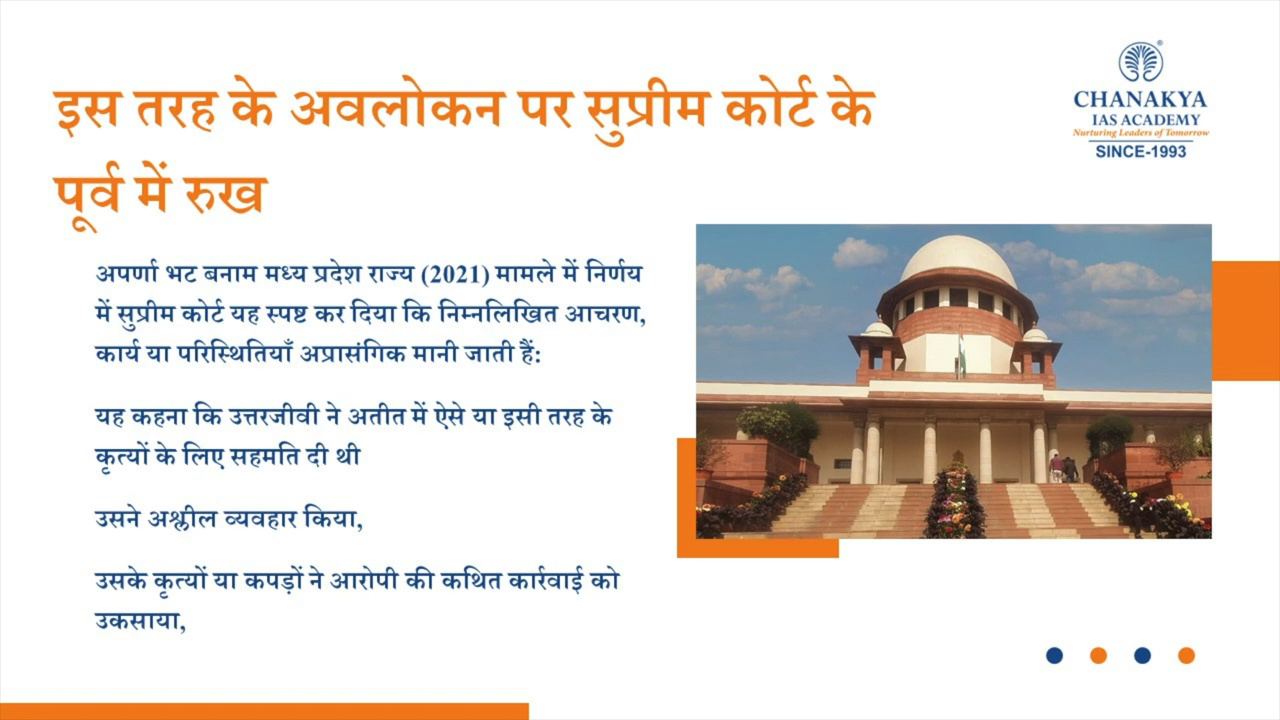 इस तरह के अवलोकन पर सुप्रीम कोर्ट के
पूर्व में रुख
CHANAKYA
IAS ACADEMY
Nurturing Leaders of Tomorrow
SINCE-1993
अपर्णा भट बनाम मध्य प्रदेश राज्य (2021) मामले में निर्णय
में सुप्रीम कोर्ट यह स्पष्ट कर दिया कि निम्नलिखित आचरण,
कार्य या परिस्थितियाँ अप्रासंगिक मानी जाती हैं:
यह कहना कि उत्तरजीवी ने अतीत में ऐसे या इसी तरह के
कृत्यों के लिए सहमति दी थी
उसने अश्लील व्यवहार किया,
उसके कृत्यों या कपड़ों ने आरोपी की कथित कार्रवाई को
उकसाया,